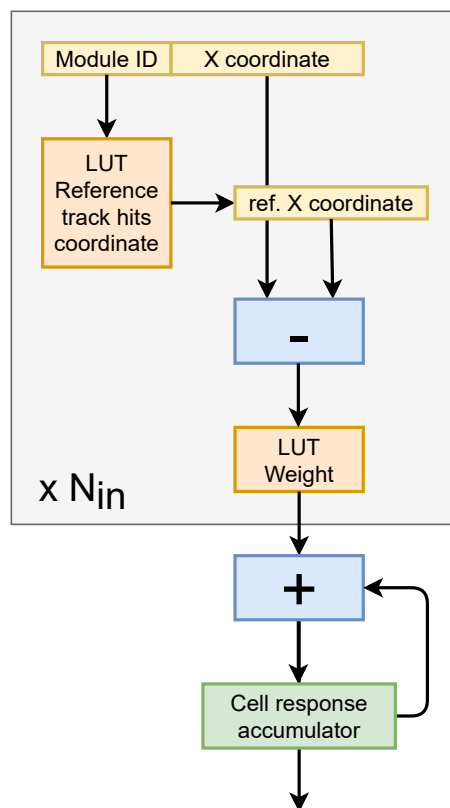 Module ID X coordinate
LUT
Reference
track hits
coordinate
ref. X coordinate
-
LUT
Weight
x Nin
+
Cell response
accumulator